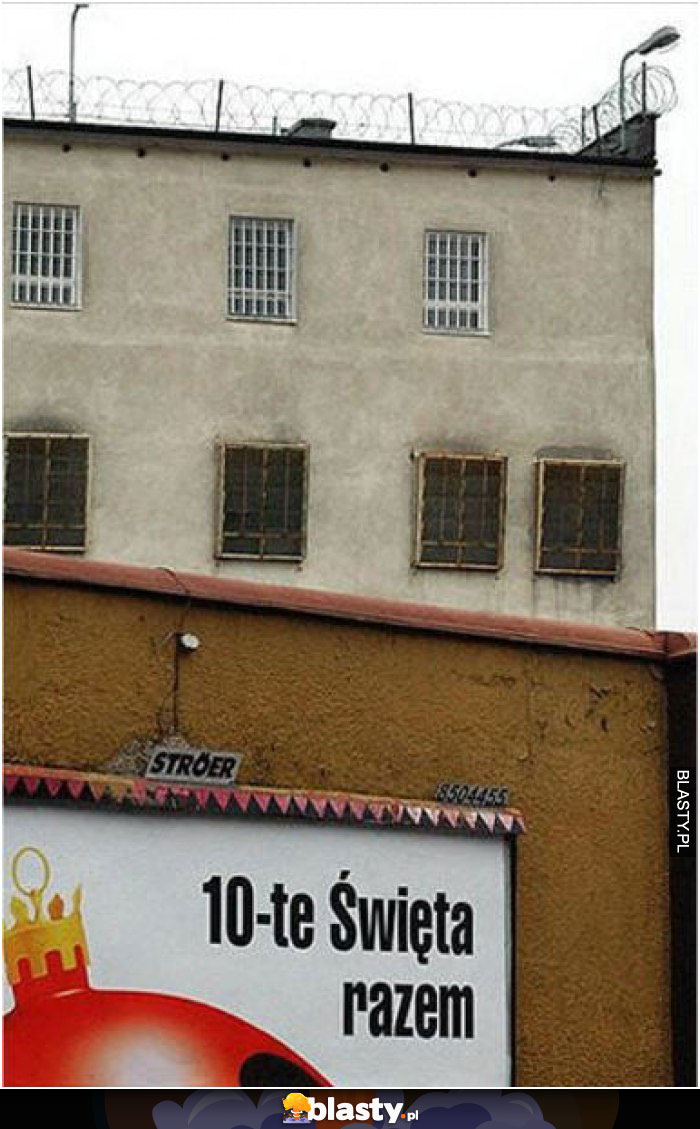 STRÖER
8504455
10-te Święta
razem
BLASTY.PL
blasty.pl